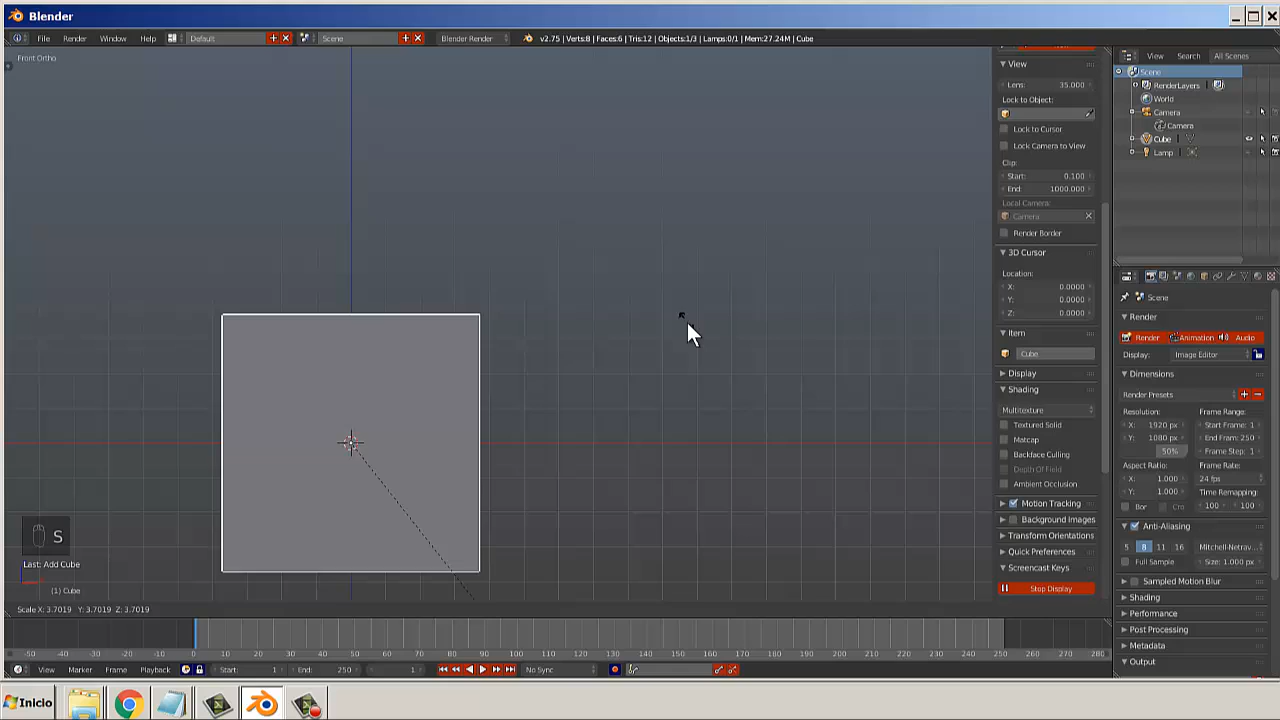 Blender
File Render Window Help Default Scene Blender Render v2.75 | Verts:8 | Faces:6 | Tris:12 | Objects:1/3 | Lamps:0/1 | Mem:27.24M | Cube
Front Ortho
S
Last: Add Cube
(1) Cube
Scale X: 3.7019 Y: 3.7019 Z: 3.7019
View
Lens: 35.000
Lock to Object:
Lock to Cursor
Lock Camera to View
Clip:
Start: 0.100
End: 1000.000
Local Camera:
Camera
Render Border
3D Cursor
Location:
X: 0.0000
Y: 0.0000
Z: 0.0000
Item
Cube
Display
Shading
Multitexture
Textured Solid
Matcap
Backface Culling
Depth Of Field
Ambient Occlusion
Motion Tracking
Background Images
Transform Orientations
Quick Preferences
Screencast Keys
Stop Display
View Search All Scenes
Scene
RenderLayers
World
Camera
Camera
Cube
Lamp
Scene
Render
Render Animation Audio
Display: Image Editor
Dimensions
Render Presets
Resolution: Frame Range:
X: 1920 px Start Frame: 1
Y: 1080 px End Fram: 250
50% Frame Step: 1
Aspect Ratio: Frame Rate:
X: 1.000 24 fps
Y: 1.000 Time Remapping:
Bor Cr 100 100
Anti-Aliasing
5 8 11 16 Mitchell-Netrav...
Full Sample Size: 1.000 px
Sampled Motion Blur
Shading
Performance
Post Processing
Metadata
Output
-50 -40 -30 -20 -10 0 10 20 30 40 50 60 70 80 90 100 110 120 130 140 150 160 170 180 190 200 210 220 230 240 250 260 270 280
View Marker Frame Playback Start: 1 End: 250 1 No Sync
Inicio